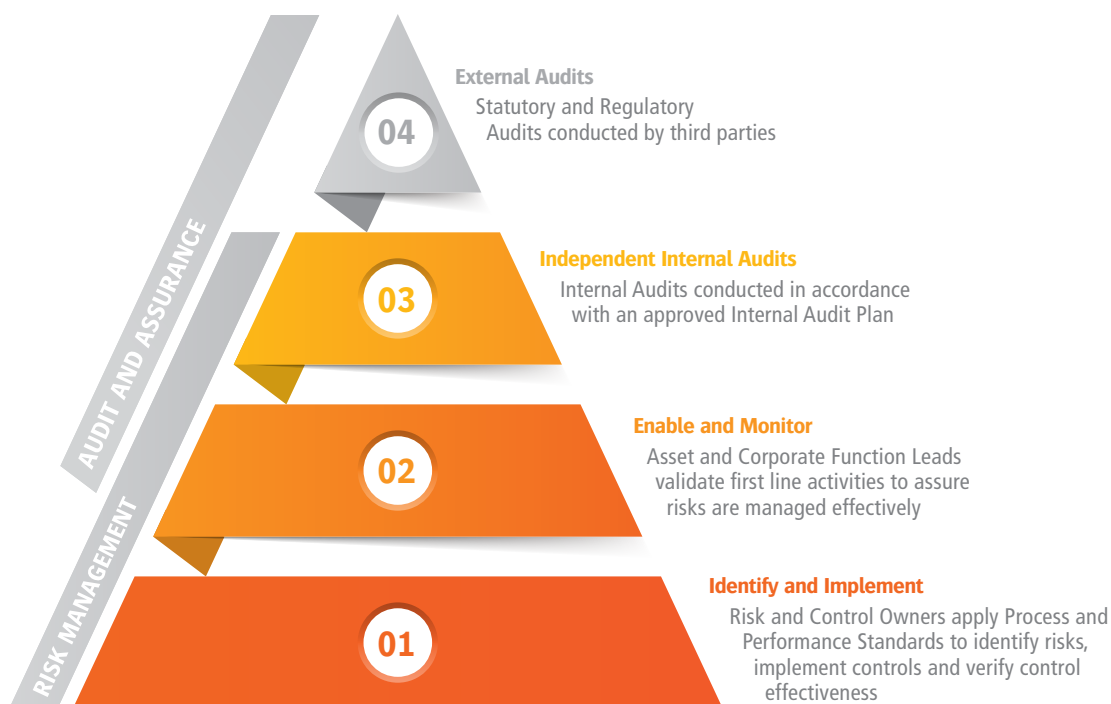 External Audits
Statutory and Regulatory
Audits conducted by third parties
04
AUDIT AND ASSURANCE
Independent Internal Audits
Internal Audits conducted in accordance
with an approved Internal Audit Plan
03
Enable and Monitor
Asset and Corporate Function Leads
validate first line activities to assure
risks are managed effectively
02
RISK MANAGEMENT
Identify and Implement
Risk and Control Owners apply Process and
Performance Standards to identify risks,
implement controls and verify control
effectiveness
01